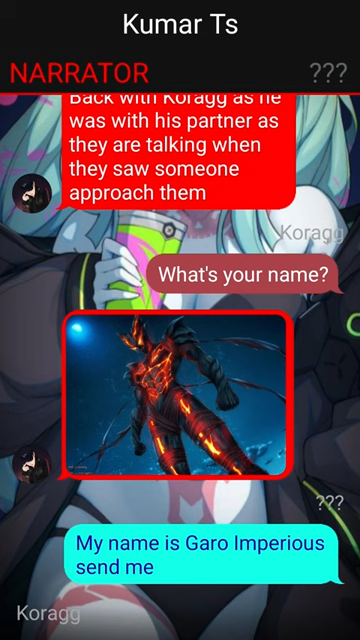 Kumar Ts
NARRATOR
???
Back with Koragg as he
was with his partner as
they are talking when
they saw someone
approach them
Koragg
What's your name?
???
My name is Garo Imperious
send me
Koragg